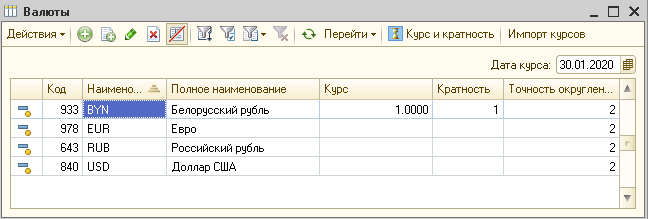 Валюты
Действия Перейти Курс и кратность Импорт курсов
Дата курса: 30.01.2020
Код Наимено... Полное наименование Курс Кратность Точность округлен...
933 BYN Белорусский рубль 1.0000 1 2
978 EUR Евро 2
643 RUB Российский рубль 2
840 USD Доллар США 2